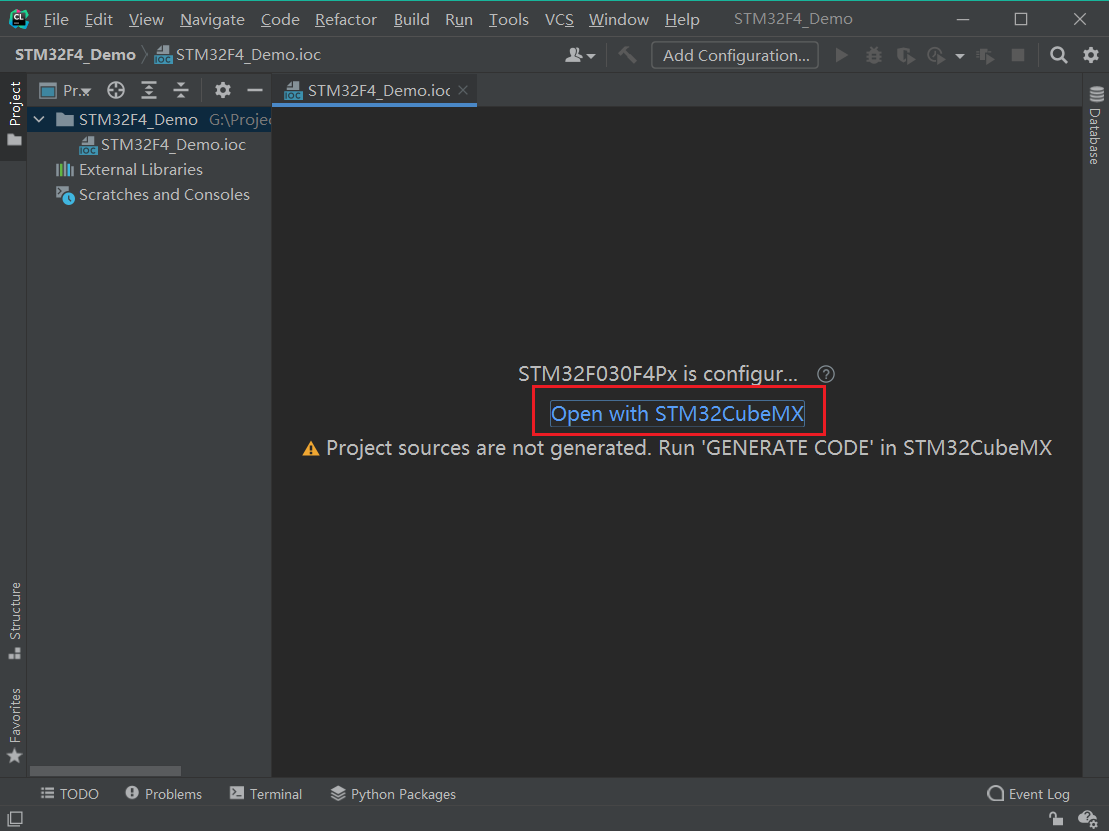 CL File Edit View Navigate Code Refactor Build Run Tools VCS Window Help STM32F4_Demo
STM32F4_Demo STM32F4_Demo.ioc Add Configuration...
Project Pr... STM32F4_Demo.ioc
STM32F4_Demo G:\Projec
STM32F4_Demo.ioc
External Libraries
Scratches and Consoles
Database
STM32F030F4Px is configur... ?
Open with STM32CubeMX
Project sources are not generated. Run 'GENERATE CODE' in STM32CubeMX
Structure
Favorites
TODO Problems Terminal Python Packages Event Log